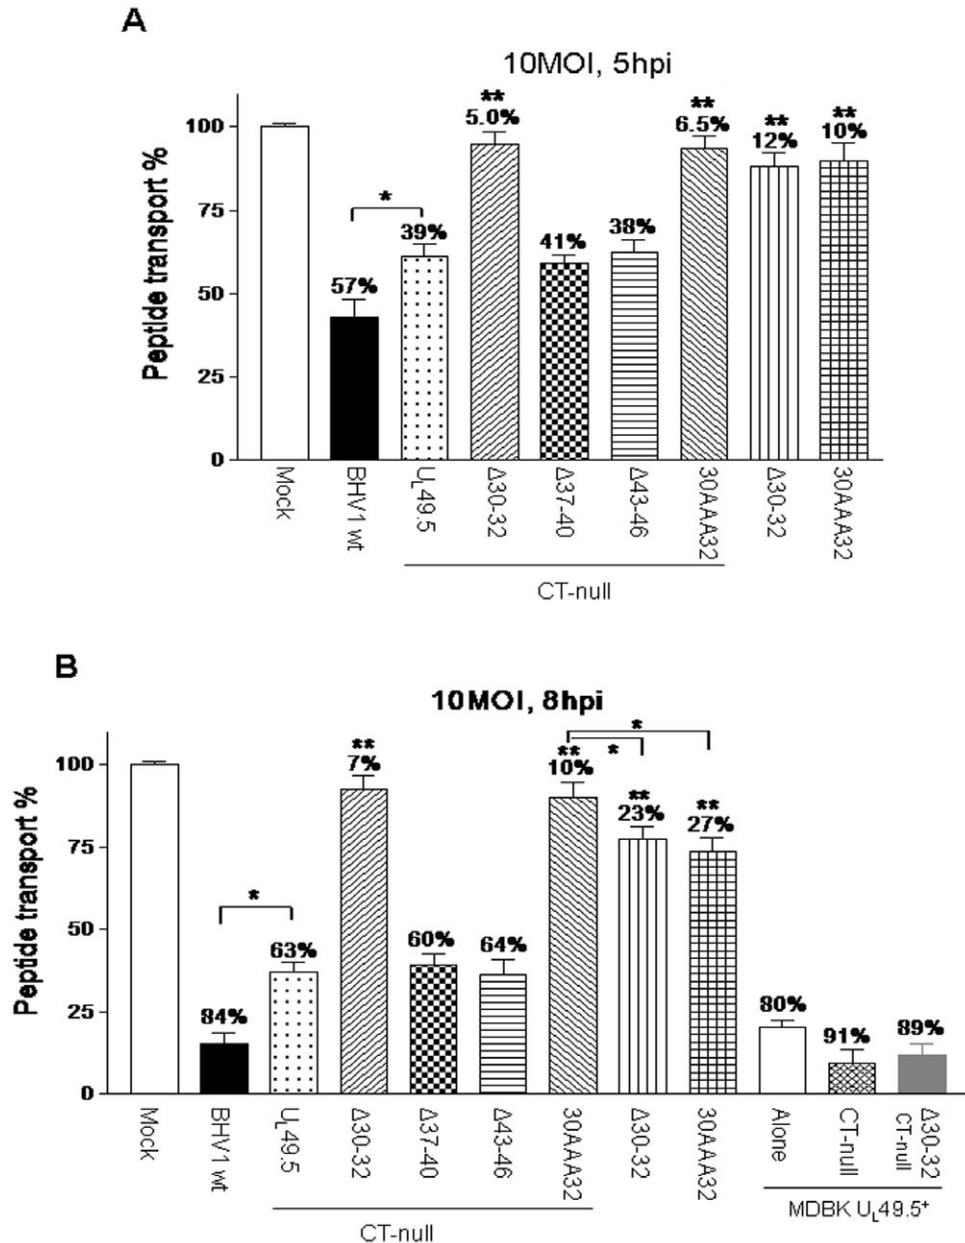 A
10MOI, 5hpi
Peptide transport %
100
75
50
25
0
57%
*
39%
**
5.0%
41%
38%
**
6.5%
**
12%
**
10%
Mock
BHV1 wt
UL49.5
Δ30-32
Δ37-40
Δ43-46
30AAA32
Δ30-32
30AAA32
CT-null
B
10MOI, 8hpi
Peptide transport %
100
75
50
25
0
84%
*
63%
**
7%
60%
64%
**
10%
*
*
**
23%
**
27%
80%
91%
89%
Mock
BHV1 wt
UL49.5
Δ30-32
Δ37-40
Δ43-46
30AAA32
Δ30-32
30AAA32
Alone
CT-null
Δ30-32
CT-null
CT-null
MDBK UL49.5+